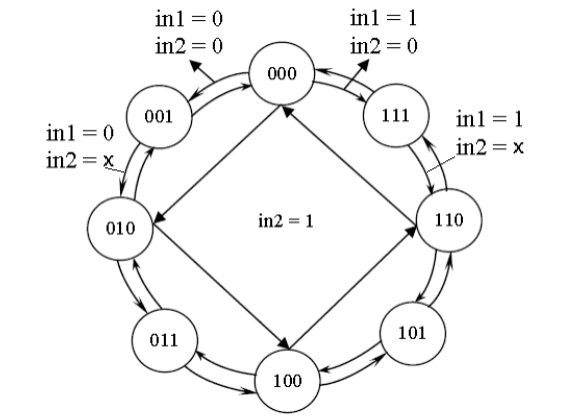 in1 = 0
in2 = 0
in1 = 1
in2 = 0
000
001
111
in1 = 0
in2 = x
in1 = 1
in2 = x
010
in2 = 1
110
011
101
100